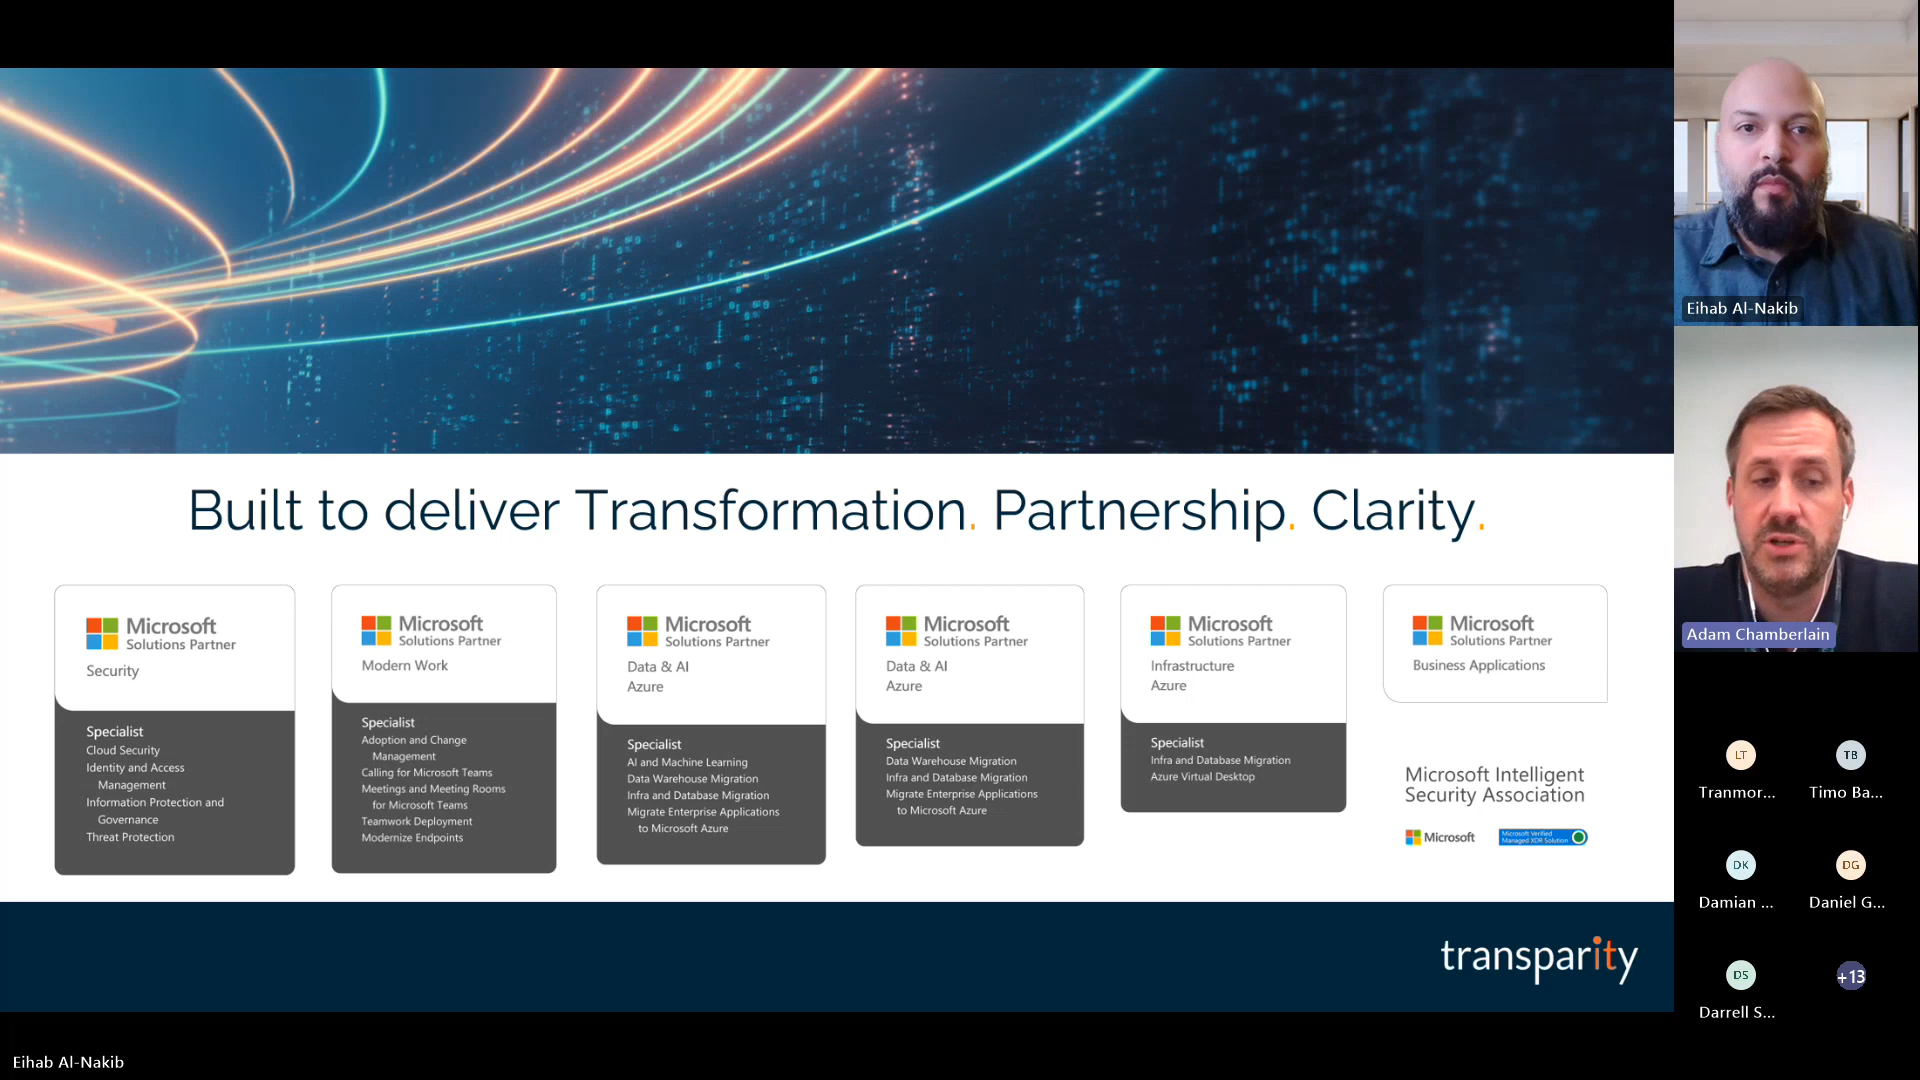 Built to deliver Transformation. Partnership. Clarity.
Microsoft
Solutions Partner
Security
Specialist
Cloud Security
Identity and Access
Management
Information Protection and
Governance
Threat Protection
Microsoft
Solutions Partner
Modern Work
Specialist
Adoption and Change
Management
Calling for Microsoft Teams
Meetings and Meeting Rooms
for Microsoft Teams
Teamwork Deployment
Modernize Endpoints
Microsoft
Solutions Partner
Data & AI
Azure
Specialist
AI and Machine Learning
Data Warehouse Migration
Infra and Database Migration
Migrate Enterprise Applications
to Microsoft Azure
Microsoft
Solutions Partner
Data & AI
Azure
Specialist
Data Warehouse Migration
Infra and Database Migration
Migrate Enterprise Applications
to Microsoft Azure
Microsoft
Solutions Partner
Infrastructure
Azure
Specialist
Infra and Database Migration
Azure Virtual Desktop
Microsoft
Solutions Partner
Business Applications
Microsoft Intelligent
Security Association
Microsoft
Microsoft Verified
Managed XDR Solution
transparity
Eihab Al-Nakib
Eihab Al-Nakib
Adam Chamberlain
LT
Tranmor...
TB
Timo Ba...
DK
Damian ...
DG
Daniel G...
DS
Darrell S...
+13